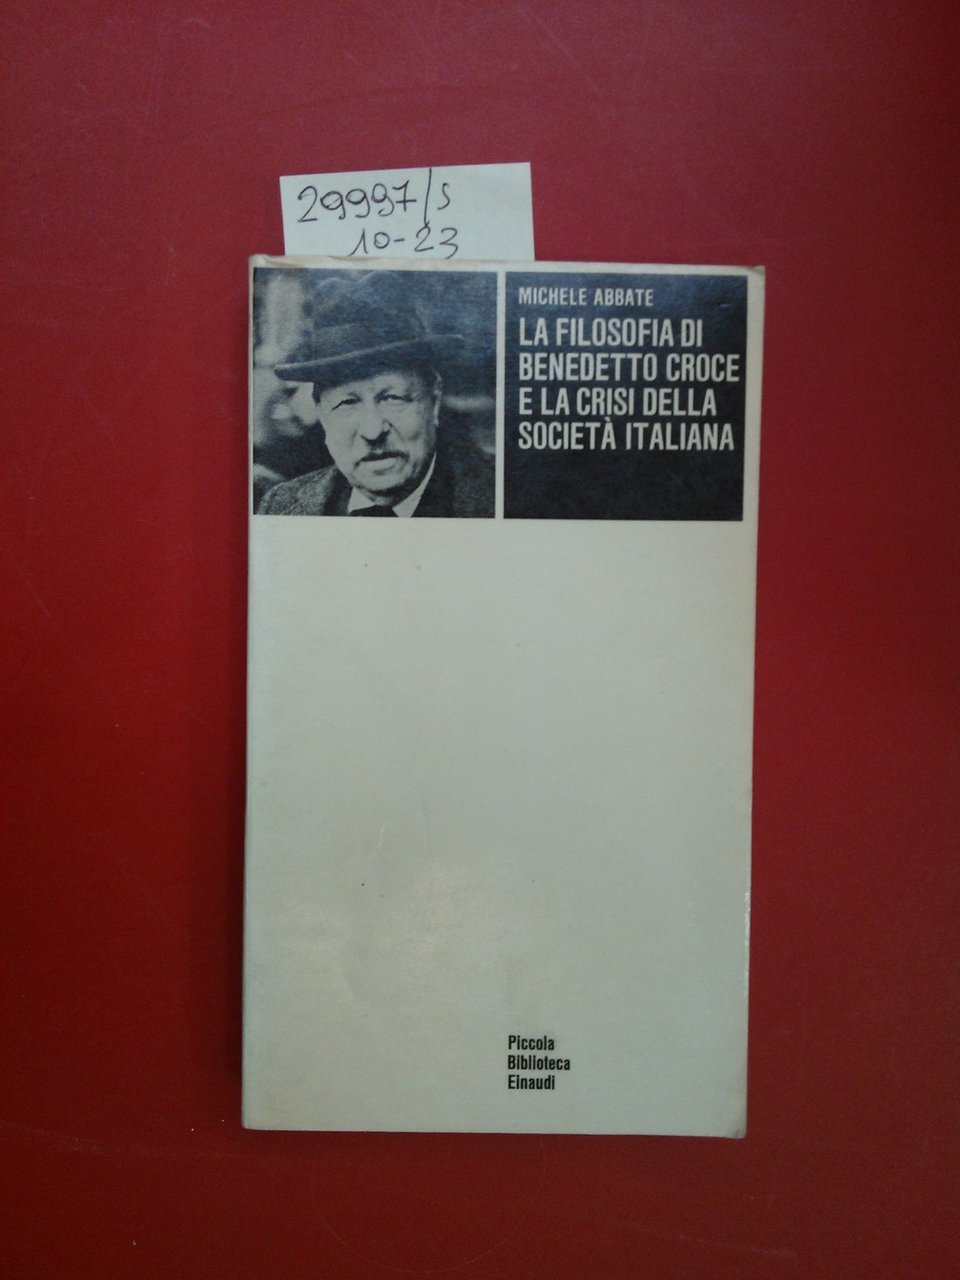 29997/s
10-23
MICHELE ABBATE
LA FILOSOFIA DI
BENEDETTO CROCE
E LA CRISI DELLA
SOCIETÀ ITALIANA
Piccola
Biblioteca
Einaudi